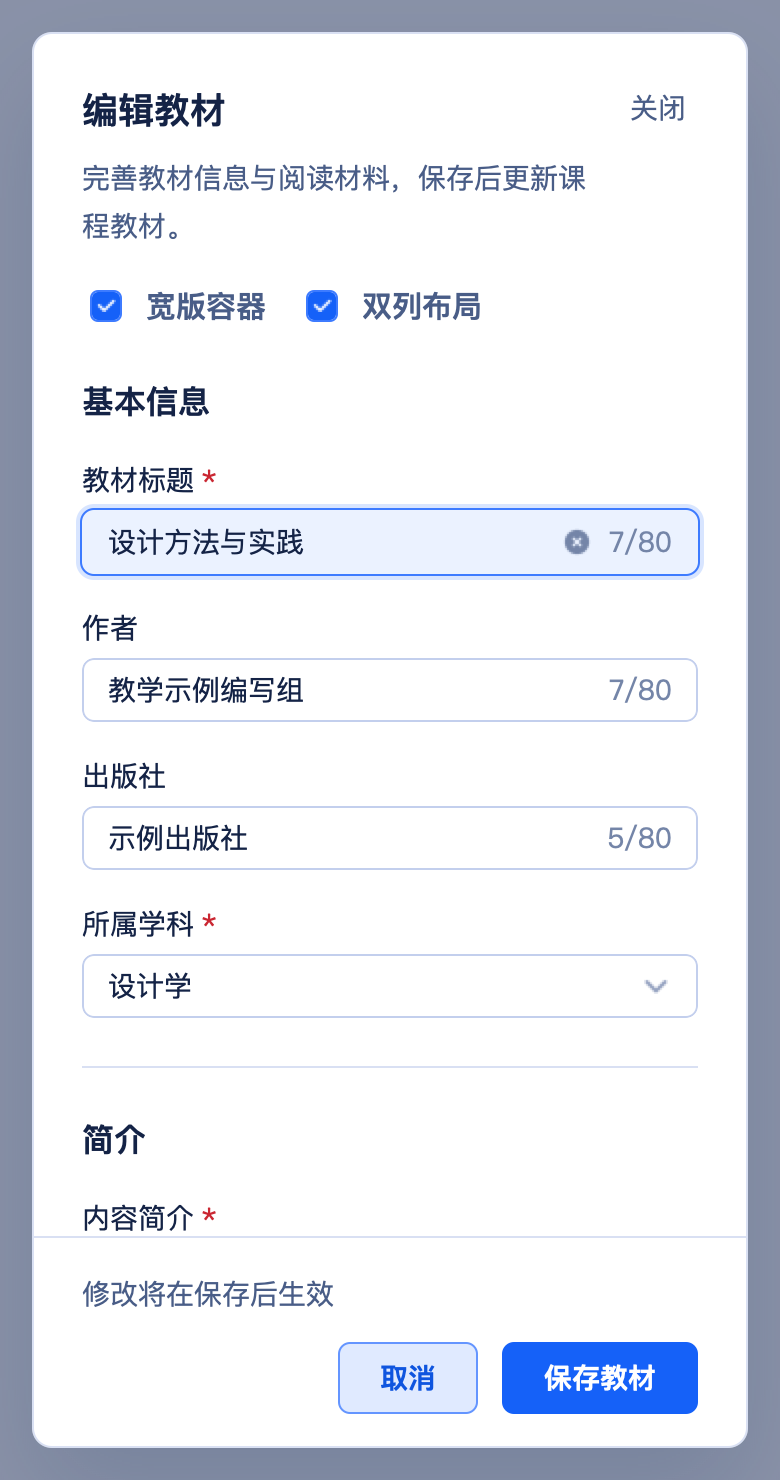 编辑教材
关闭
完善教材信息与阅读材料，保存后更新课
程教材。
宽版容器
双列布局
基本信息
教材标题 *
设计方法与实践
7/80
作者
教学示例编写组
7/80
出版社
示例出版社
5/80
所属学科 *
设计学
简介
内容简介 *
修改将在保存后生效
取消
保存教材